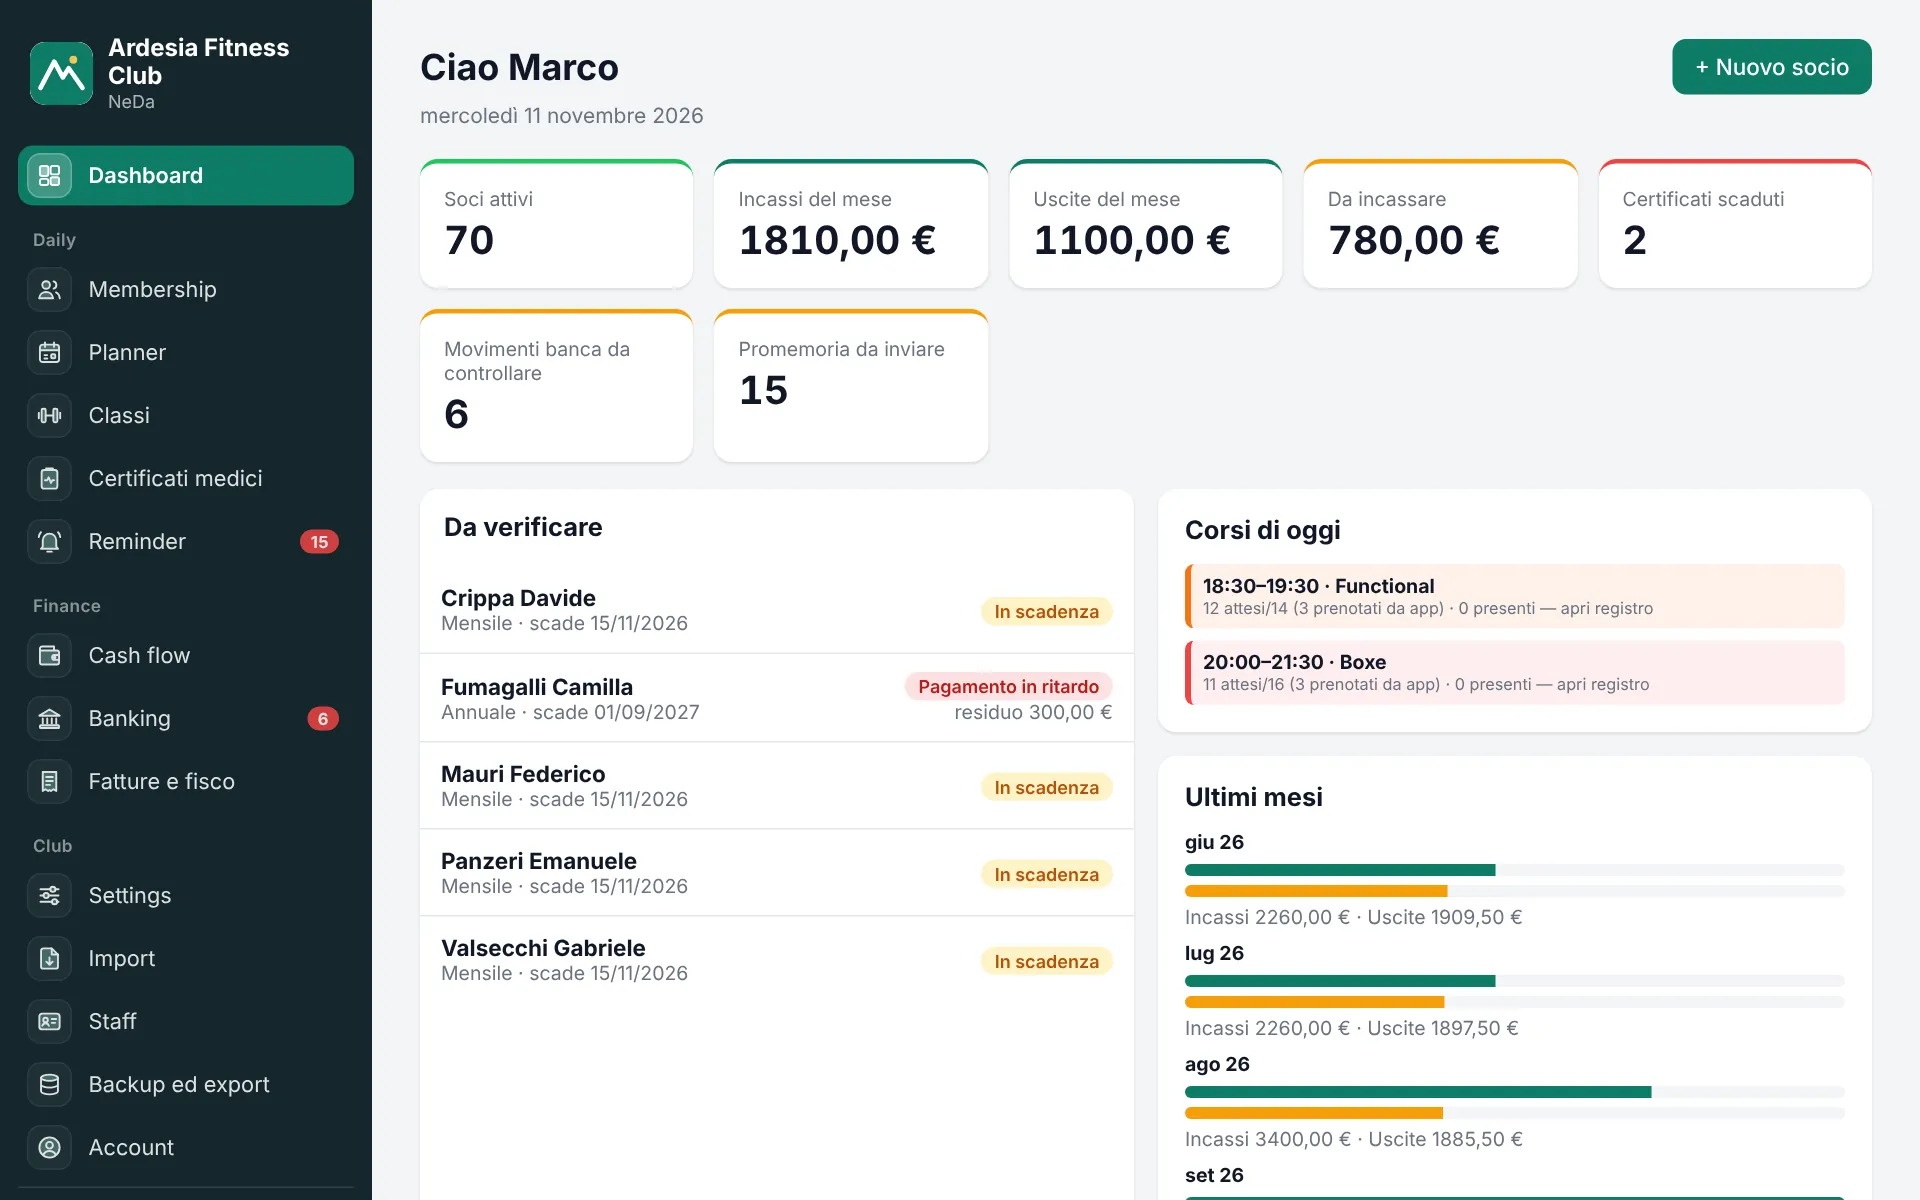 Ardesia Fitness
Club
NeDa
Dashboard
Daily
Membership
Planner
Classi
Certificati medici
Reminder
15
Finance
Cash flow
Banking
6
Fatture e fisco
Club
Settings
Import
Staff
Backup ed export
Account
Ciao Marco
mercoledì 11 novembre 2026
+ Nuovo socio
Soci attivi
70
Incassi del mese
1810,00 €
Uscite del mese
1100,00 €
Da incassare
780,00 €
Certificati scaduti
2
Movimenti banca da
controllare
6
Promemoria da inviare
15
Da verificare
Crippa Davide
Mensile · scade 15/11/2026
In scadenza
Fumagalli Camilla
Annuale · scade 01/09/2027
Pagamento in ritardo
residuo 300,00 €
Mauri Federico
Mensile · scade 15/11/2026
In scadenza
Panzeri Emanuele
Mensile · scade 15/11/2026
In scadenza
Valsecchi Gabriele
Mensile · scade 15/11/2026
In scadenza
Corsi di oggi
18:30–19:30 · Functional
12 attesi/14 (3 prenotati da app) · 0 presenti — apri registro
20:00–21:30 · Boxe
11 attesi/16 (3 prenotati da app) · 0 presenti — apri registro
Ultimi mesi
giu 26
Incassi 2260,00 € · Uscite 1909,50 €
lug 26
Incassi 2260,00 € · Uscite 1897,50 €
ago 26
Incassi 3400,00 € · Uscite 1885,50 €
set 26